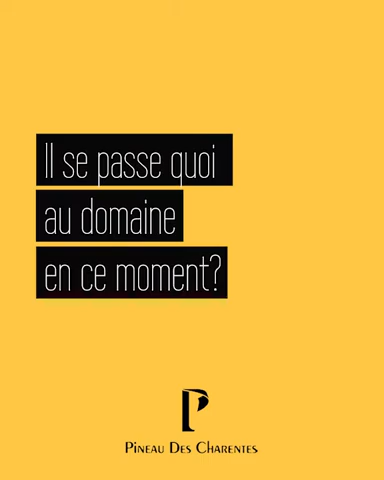 Il se passe quoi
au domaine
en ce moment?
P
PINEAU DES CHARENTES